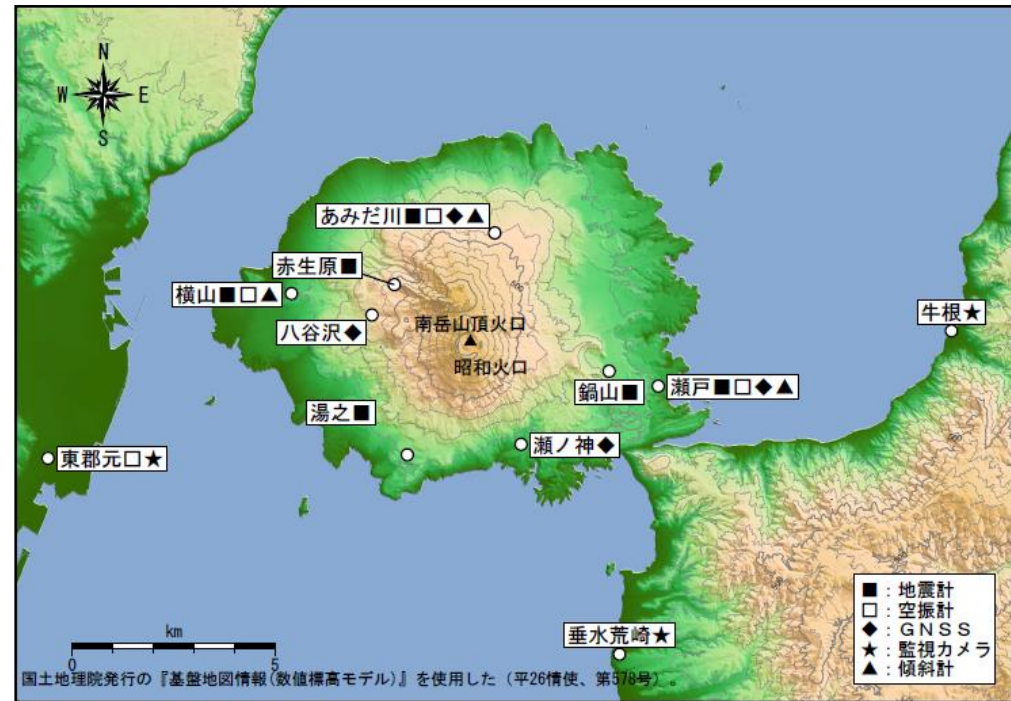 N
W E
S
あみだ川■□◆▲
赤生原■
横山■□▲
八谷沢◆
南岳山頂火口
昭和火口
牛根★
鍋山■
瀬戸■□◆▲
湯之■
瀬ノ神◆
東郡元□★
垂水荒崎★
■：地震計
□：空振計
◆：GNSS
★：監視カメラ
▲：傾斜計
km
0 5
国土地理院発行の『基盤地図情報(数値標高モデル)』を使用した（平26情使、第578号）。